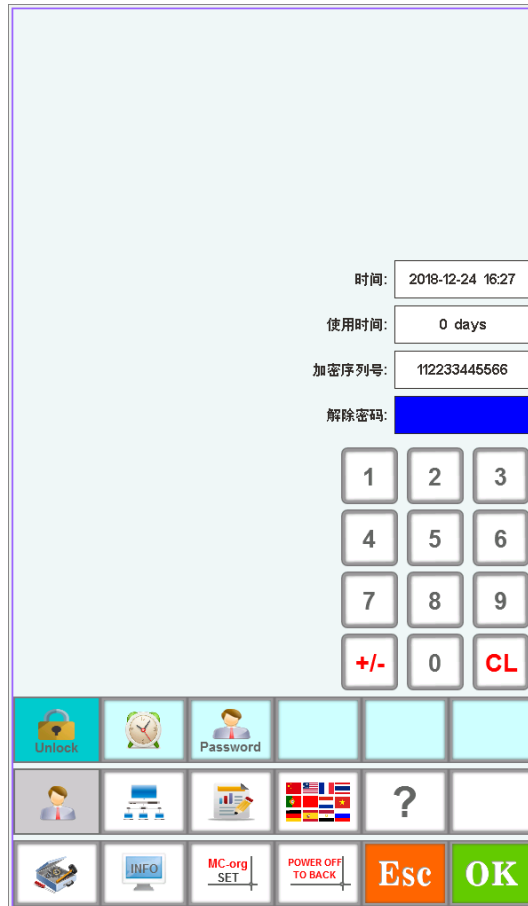 时间: 2018-12-24 16:27
使用时间: 0 days
加密序列号: 112233445566
解除密码:
1 2 3
4 5 6
7 8 9
+/- 0 CL
Unlock Password
?
INFO MC-org SET POWER OFF TO BACK Esc OK